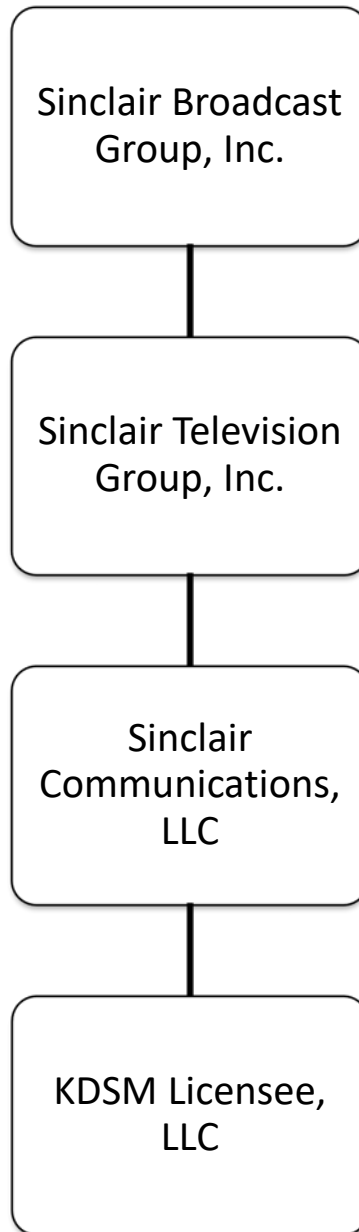 Sinclair Broadcast
Group, Inc.
Sinclair Television
Group, Inc.
Sinclair
Communications,
LLC
KDSM Licensee,
LLC